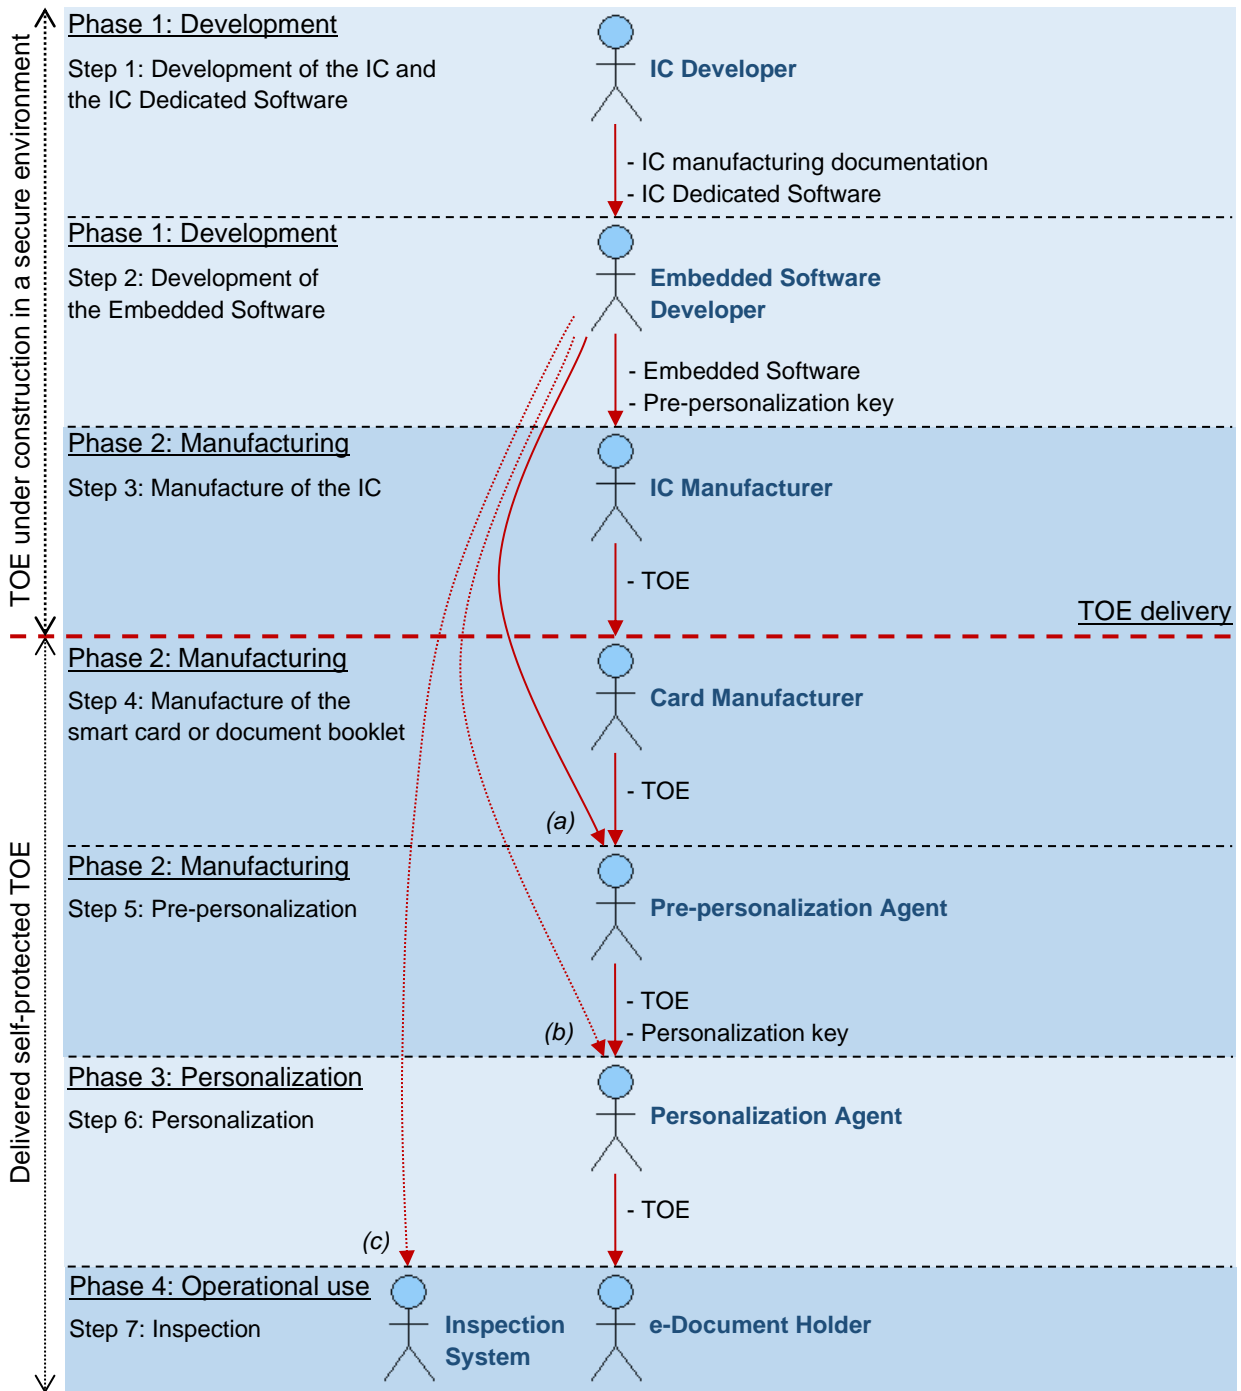 TOE under construction in a secure environment
Phase 1: Development
Step 1: Development of the IC and
the IC Dedicated Software
IC Developer
- IC manufacturing documentation
- IC Dedicated Software
Phase 1: Development
Step 2: Development of
the Embedded Software
Embedded Software
Developer
- Embedded Software
- Pre-personalization key
Phase 2: Manufacturing
Step 3: Manufacture of the IC
IC Manufacturer
- TOE
TOE delivery
Delivered self-protected TOE
Phase 2: Manufacturing
Step 4: Manufacture of the
smart card or document booklet
Card Manufacturer
- TOE
(a)
Phase 2: Manufacturing
Step 5: Pre-personalization
Pre-personalization Agent
- TOE
- Personalization key
(b)
Phase 3: Personalization
Step 6: Personalization
Personalization Agent
- TOE
(c)
Phase 4: Operational use
Step 7: Inspection
Inspection
System
e-Document Holder